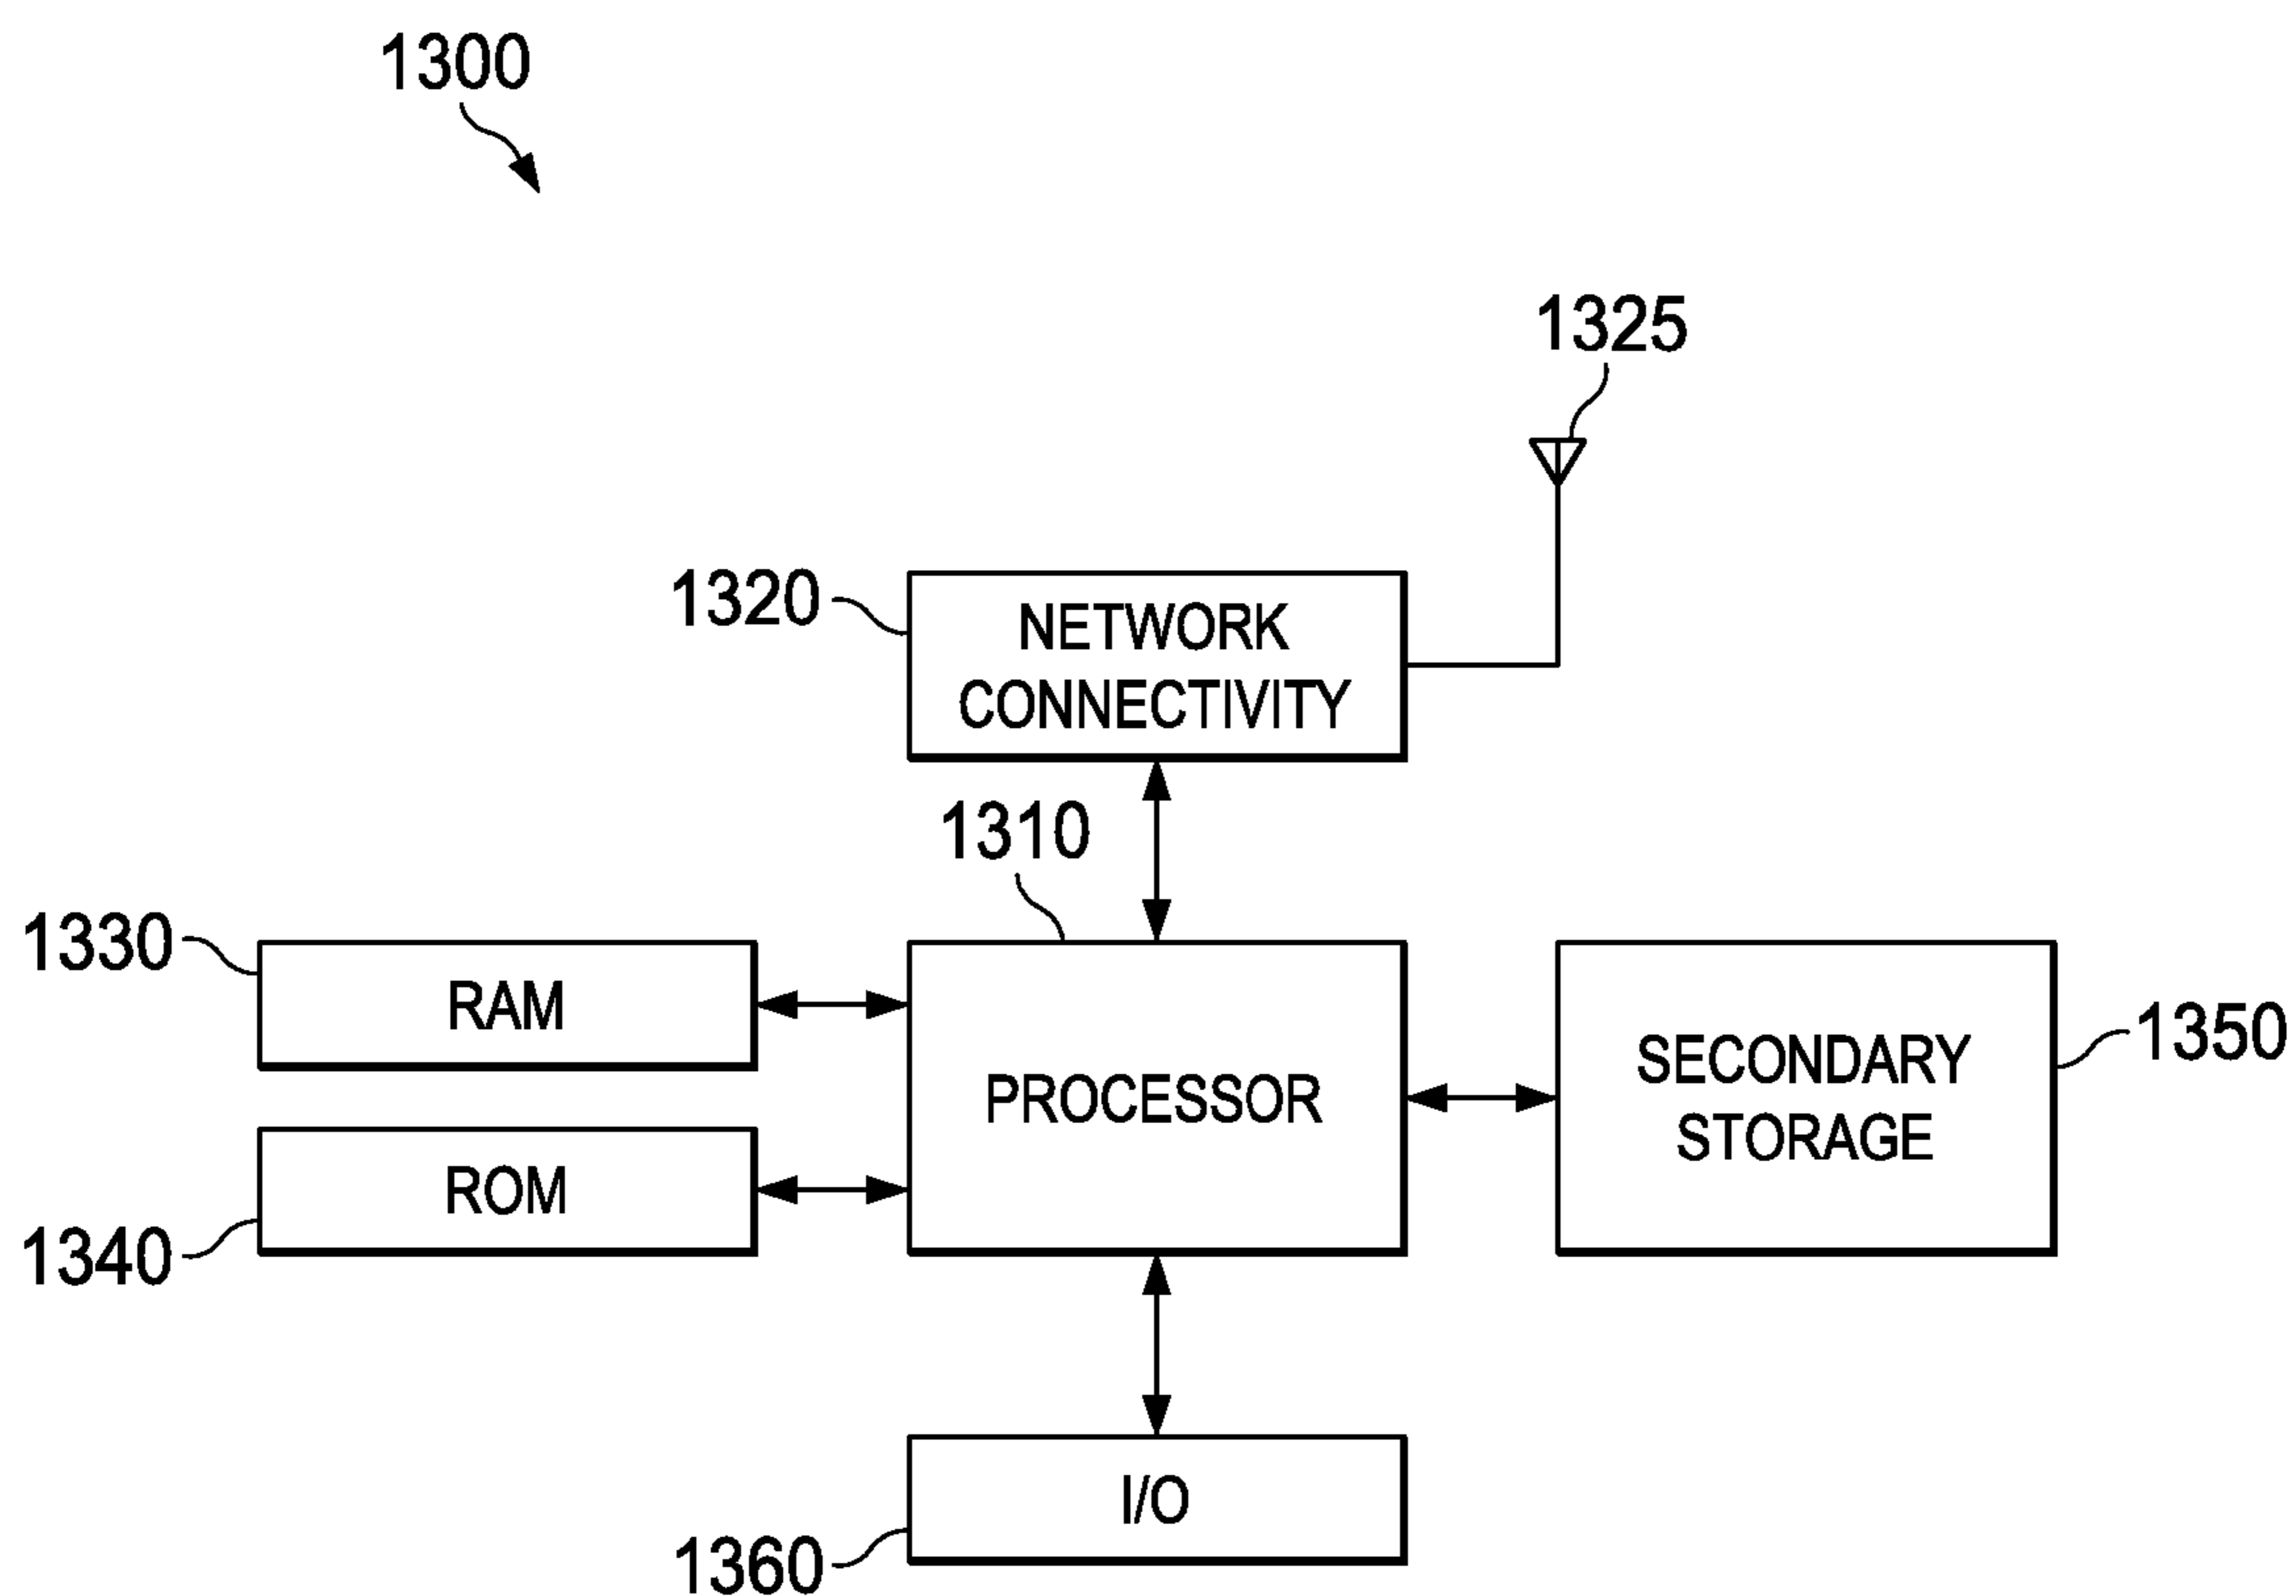 1300
1325
1320
NETWORK
CONNECTIVITY
1310
1330
RAM
PROCESSOR
SECONDARY
STORAGE
1350
ROM
1340
I/O
1360